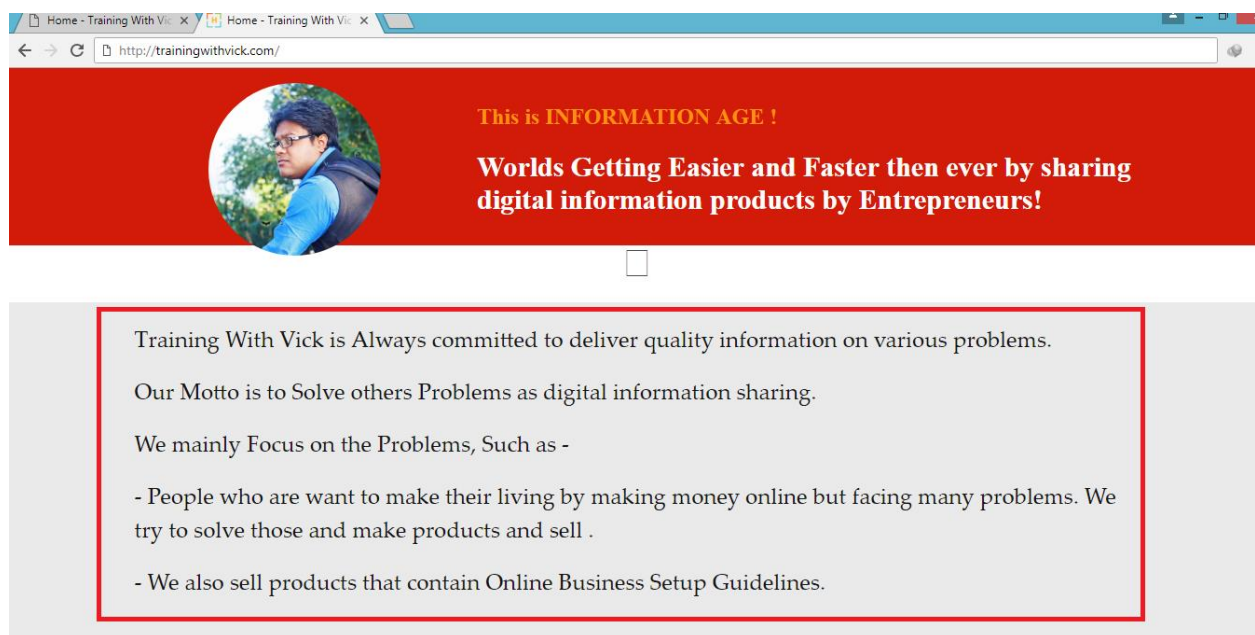 Home - Training With Vic
Home - Training With Vic
http://trainingwithvick.com/
This is INFORMATION AGE !
Worlds Getting Easier and Faster then ever by sharing
digital information products by Entrepreneurs!
Training With Vick is Always committed to deliver quality information on various problems.
Our Motto is to Solve others Problems as digital information sharing.
We mainly Focus on the Problems, Such as -
- People who are want to make their living by making money online but facing many problems. We
try to solve those and make products and sell .
- We also sell products that contain Online Business Setup Guidelines.